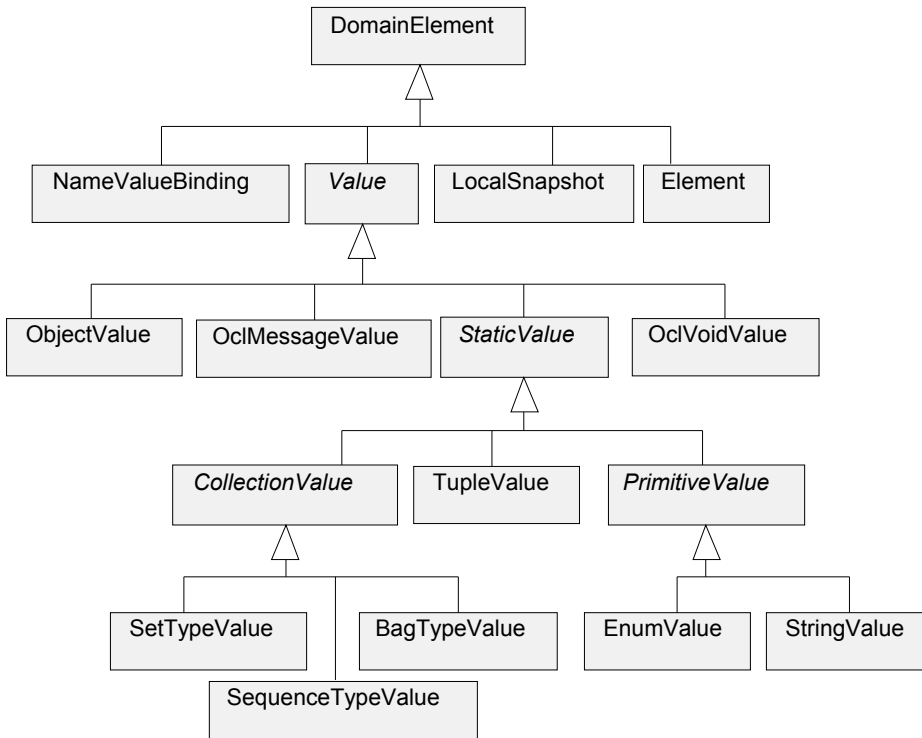 DomainElement
NameValueBinding
Value
LocalSnapshot
Element
ObjectValue
OclMessageValue
StaticValue
OclVoidValue
CollectionValue
TupleValue
PrimitiveValue
SetTypeValue
BagTypeValue
EnumValue
StringValue
SequenceTypeValue